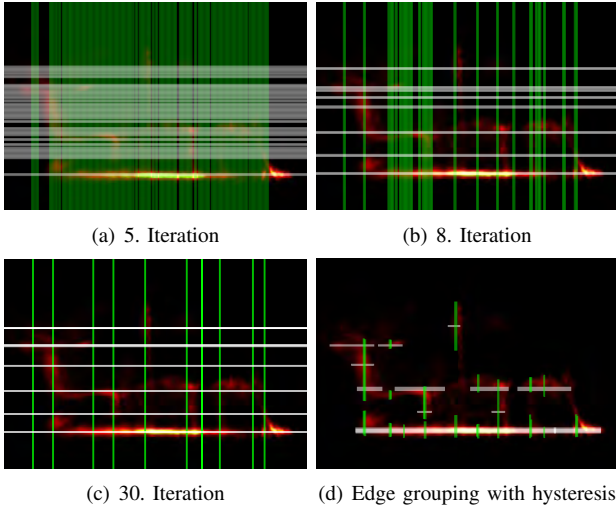 (a) 5. Iteration
(b) 8. Iteration
(c) 30. Iteration
(d) Edge grouping with hysteresis